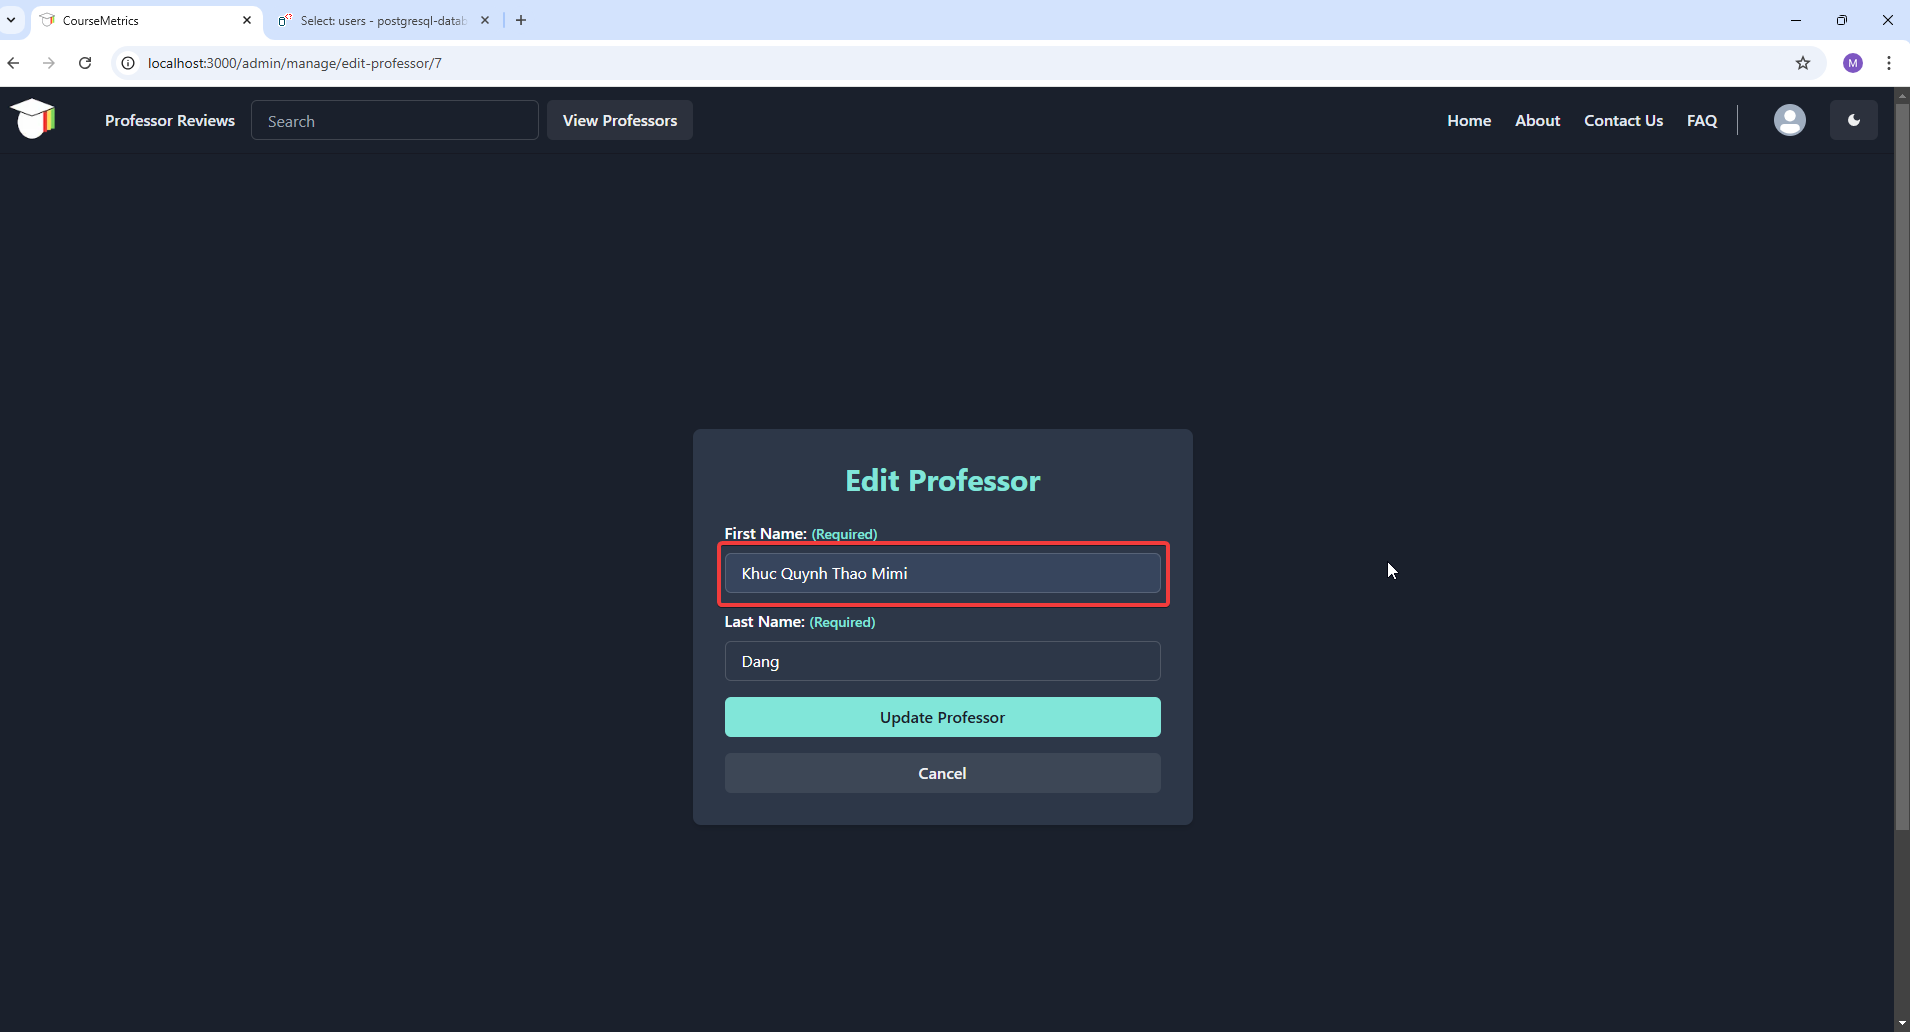 CourseMetrics
Select: users - postgresql-datab
localhost:3000/admin/manage/edit-professor/7
M
Professor Reviews
Search
View Professors
Home
About
Contact Us
FAQ
Edit Professor
First Name: (Required)
Khuc Quynh Thao Mimi
Last Name: (Required)
Dang
Update Professor
Cancel